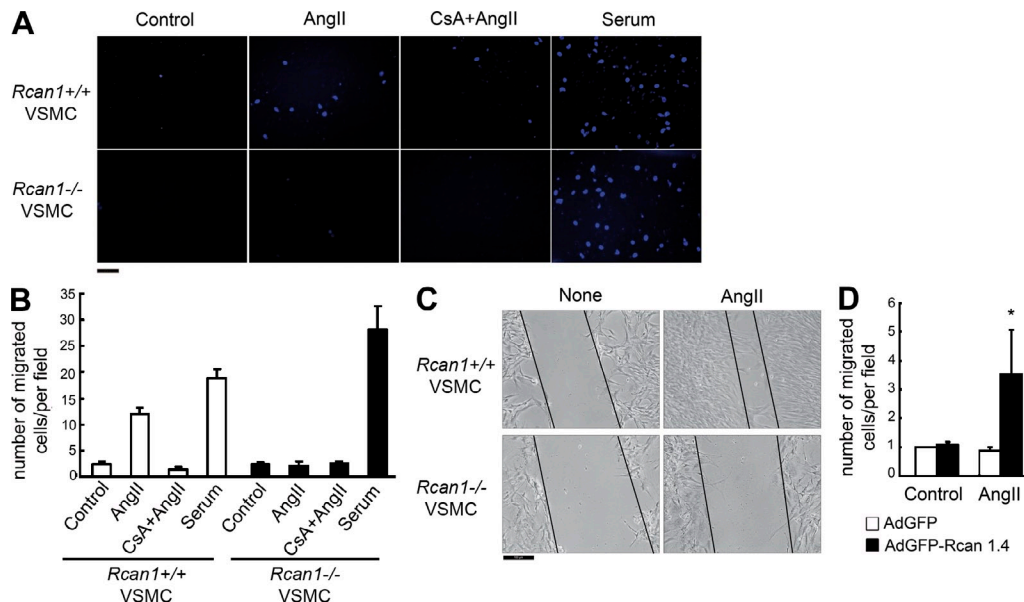 A
Control
AngII
CsA+AngII
Serum
Rcan1+/+
VSMC
Rcan1-/-
VSMC
B
number of migrated
cells/per field
35
30
25
20
15
10
5
0
Control
AngII
CsA+AngII
Serum
Control
AngII
CsA+AngII
Serum
Rcan1+/+
VSMC
Rcan1-/-
VSMC
C
None
AngII
Rcan1+/+
VSMC
Rcan1-/-
VSMC
D
number of migrated
cells/per field
6
5
4
3
2
1
0
*
Control
AngII
AdGFP
AdGFP-Rcan 1.4